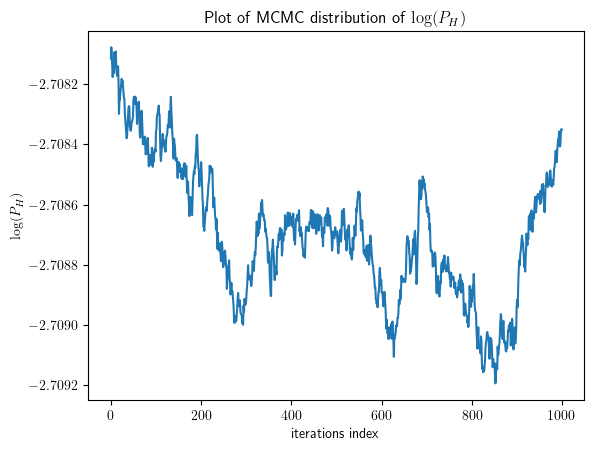 Plot of MCMC distribution of log(P_H)
log(P_H)
−2.7082
−2.7084
−2.7086
−2.7088
−2.7090
−2.7092
0 200 400 600 800 1000
iterations index